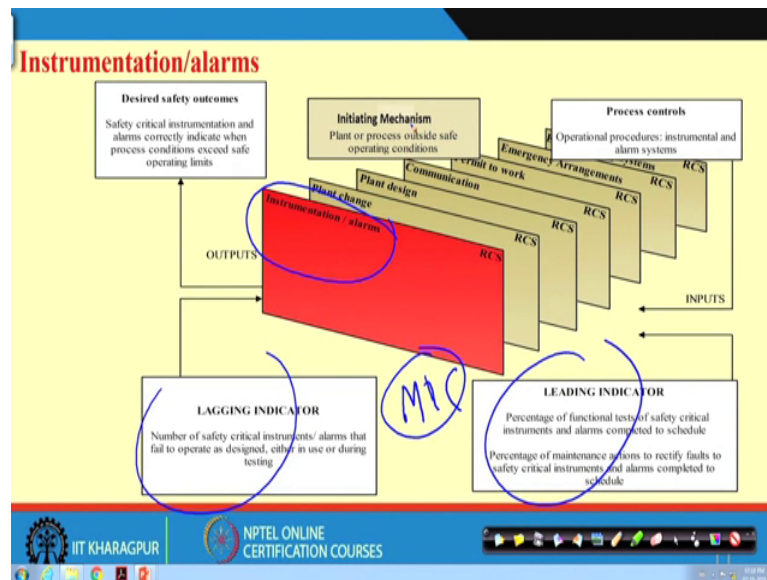 Instrumentation/alarms
Desired safety outcomes
Safety critical instrumentation and
alarms correctly indicate when
process conditions exceed safe
operating limits
Initiating Mechanism
Plant or process outside safe
operating conditions
Process controls
Operational procedures: instrumental and
alarm systems
systems
RCS
Emergency Arrangements
RCS
Permit to work
RCS
Communication
RCS
Plant design
RCS
Plant change
RCS
Instrumentation / alarms
RCS
OUTPUTS
INPUTS
MIC
LAGGING INDICATOR
Number of safety critical instruments/ alarms that
fail to operate as designed, either in use or during
testing
LEADING INDICATOR
Percentage of functional tests of safety critical
instruments and alarms completed to schedule
Percentage of maintenance actions to rectify faults to
safety critical instruments and alarms completed to
schedule
IIT KHARAGPUR
NPTEL ONLINE
CERTIFICATION COURSES